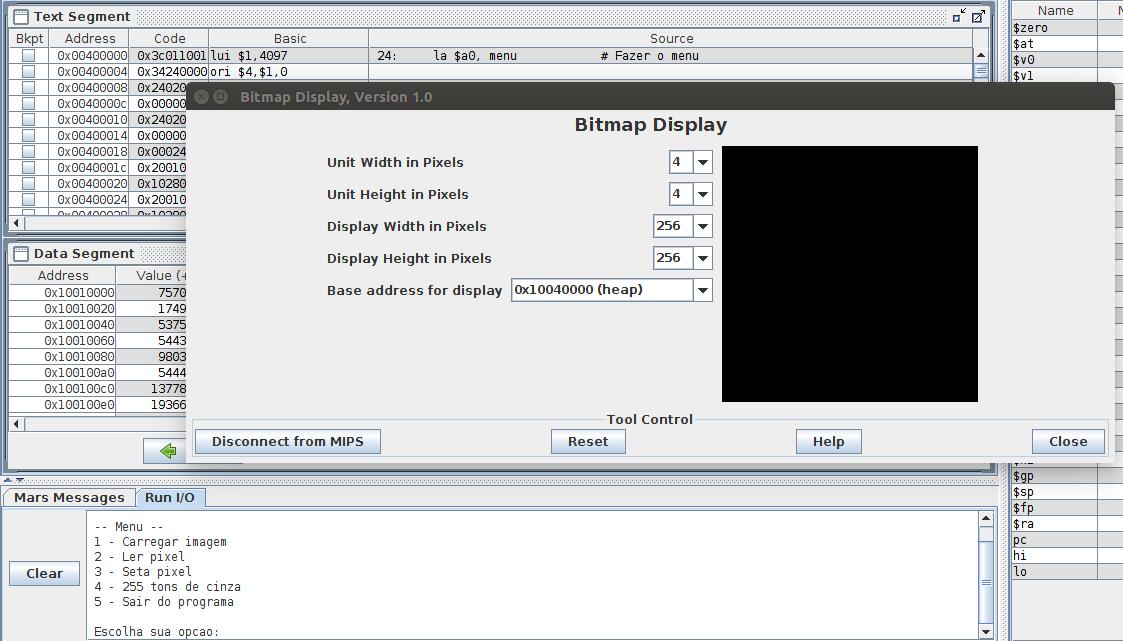 Text Segment
Bkpt Address Code Basic Source
0x00400000 0x3c011001 lui $1,4097 24: la $a0, menu # Fazer o menu
0x00400004 0x34240000 ori $4,$1,0
0x00400008 0x24020
0x0040000c 0x00000
0x00400010 0x24020
0x00400014 0x00000
0x00400018 0x00024
0x0040001c 0x20010
0x00400020 0x10280
0x00400024 0x20010
0x00400028 0x10280
Data Segment
Address Value (+
0x10010000 7570
0x10010020 1749
0x10010040 5375
0x10010060 5443
0x10010080 9803
0x100100a0 5444
0x100100c0 13778
0x100100e0 19366
Bitmap Display, Version 1.0
Bitmap Display
Unit Width in Pixels 4
Unit Height in Pixels 4
Display Width in Pixels 256
Display Height in Pixels 256
Base address for display 0x10040000 (heap)
Tool Control
Disconnect from MIPS Reset Help Close
Name
$zero
$at
$v0
$v1
$gp
$sp
$fp
$ra
pc
hi
lo
Mars Messages Run I/O
Clear
-- Menu --
1 - Carregar imagem
2 - Ler pixel
3 - Seta pixel
4 - 255 tons de cinza
5 - Sair do programa
Escolha sua opcao: